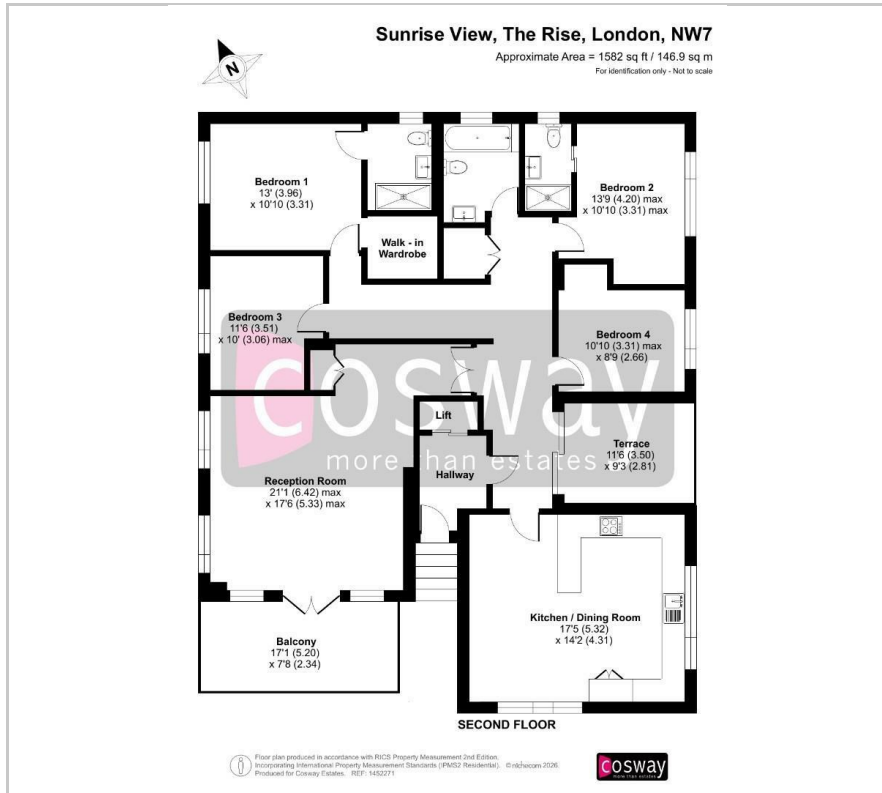 Sunrise View, The Rise, London, NW7
Approximate Area = 1582 sq ft / 146.9 sq m
For identification only - Not to scale
N
Bedroom 1
13' (3.96)
x 10'10 (3.31)
Bedroom 2
13'9 (4.20) max
x 10'10 (3.31) max
Walk - in
Wardrobe
Bedroom 3
11'6 (3.51)
x 10' (3.06) max
Bedroom 4
10'10 (3.31) max
x 8'9 (2.66)
cosway
more than estates
Lift
Hallway
Terrace
11'6 (3.50)
x 9'3 (2.81)
Reception Room
21'1 (6.42) max
x 17'6 (5.33) max
Kitchen / Dining Room
17'5 (5.32)
x 14'2 (4.31)
Balcony
17'1 (5.20)
x 7'8 (2.34)
SECOND FLOOR
Floor plan produced in accordance with RICS Property Measurement 2nd Edition.
Incorporating International Property Measurement Standards (IPMS2 Residential). © nichecom 2026.
Produced for Cosway Estates. REF: 1482271
cosway
more than estates